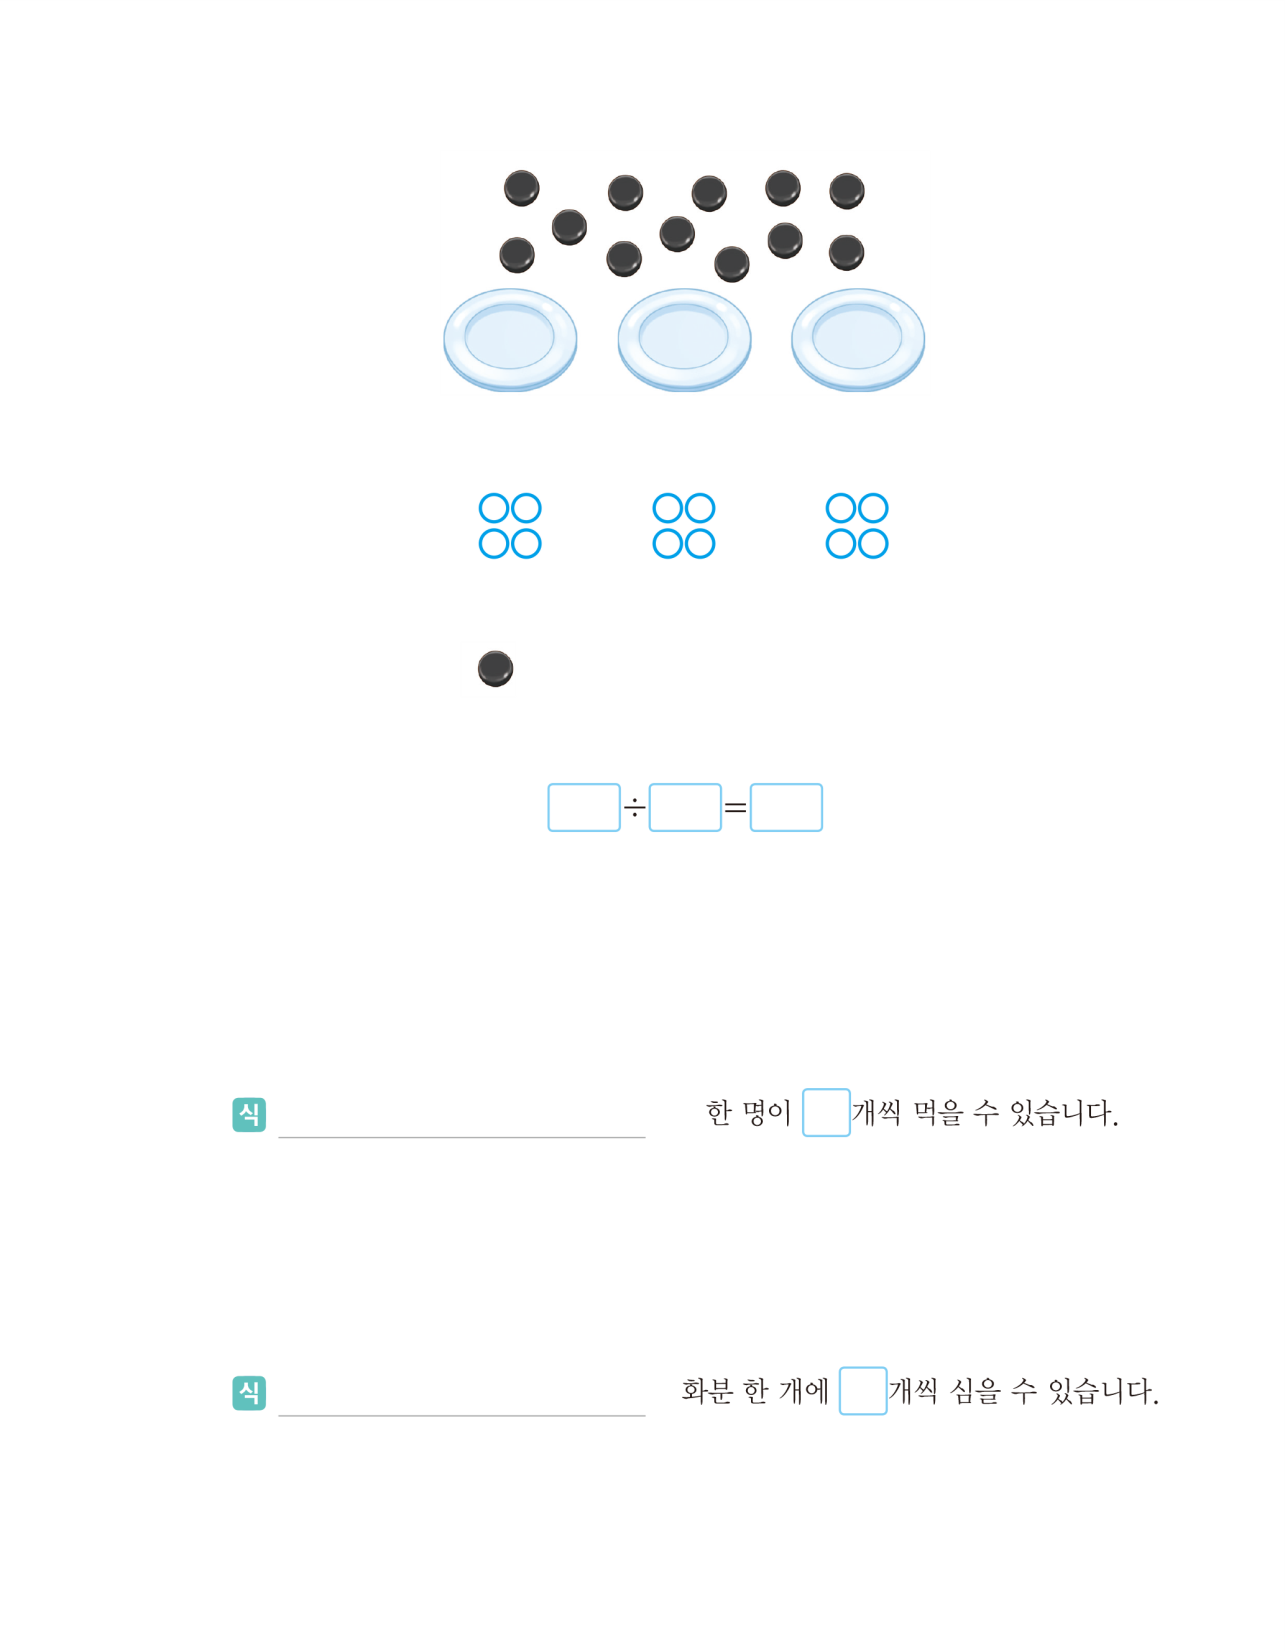 ÷ =
식 한 명이 개씩 먹을 수 있습니다.
식 화분 한 개에 개씩 심을 수 있습니다.